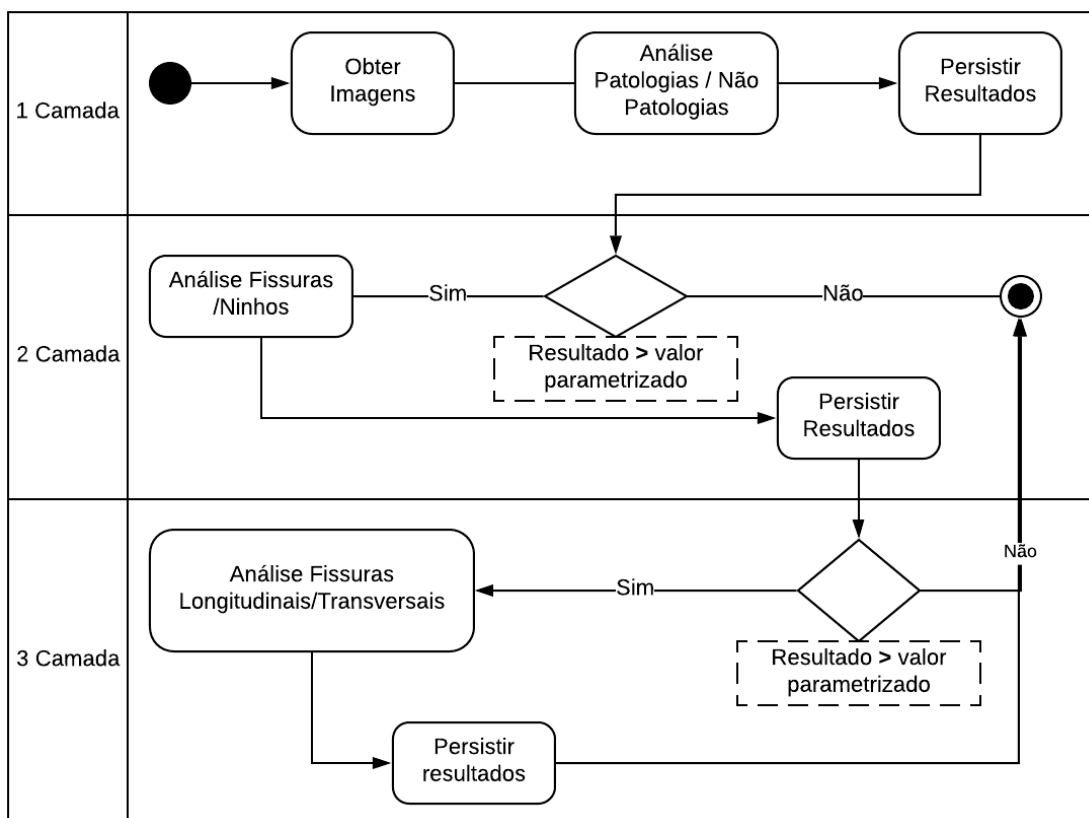 1 Camada
Obter
Imagens
Análise
Patologias / Não
Patologias
Persistir
Resultados
2 Camada
Análise Fissuras
/Ninhos
Sim
Não
Resultado > valor
parametrizado
Persistir
Resultados
3 Camada
Análise Fissuras
Longitudinais/Transversais
Sim
Não
Resultado > valor
parametrizado
Persistir
resultados